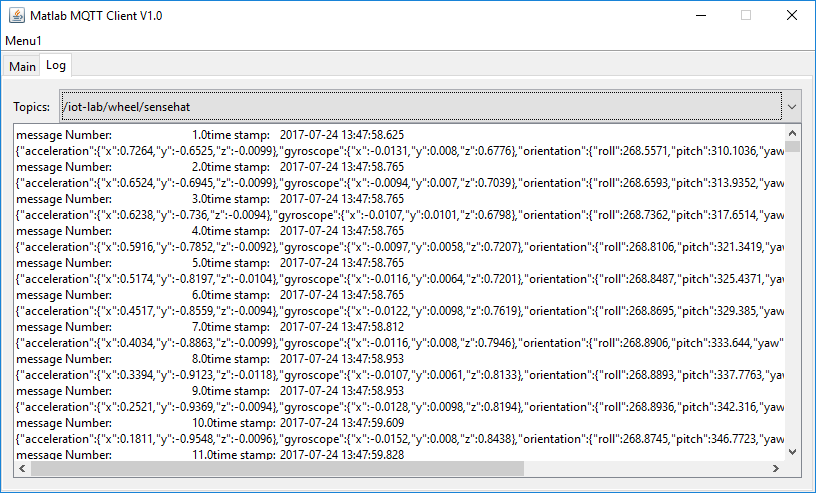 Matlab MQTT Client V1.0
Menu1
Main Log
Topics: /iot-lab/wheel/sensehat
message Number: 1.0time stamp: 2017-07-24 13:47:58.625
{"acceleration":{"x":0.7264,"y":-0.6525,"z":-0.0099},"gyroscope":{"x":-0.0131,"y":0.008,"z":0.6776},"orientation":{"roll":268.5571,"pitch":310.1036,"yaw
message Number: 2.0time stamp: 2017-07-24 13:47:58.765
{"acceleration":{"x":0.6524,"y":-0.6945,"z":-0.0099},"gyroscope":{"x":-0.0094,"y":0.007,"z":0.7039},"orientation":{"roll":268.6593,"pitch":313.9352,"yaw
message Number: 3.0time stamp: 2017-07-24 13:47:58.765
{"acceleration":{"x":0.6238,"y":-0.736,"z":-0.0094},"gyroscope":{"x":-0.0107,"y":0.0101,"z":0.6798},"orientation":{"roll":268.7362,"pitch":317.6514,"yaw
message Number: 4.0time stamp: 2017-07-24 13:47:58.765
{"acceleration":{"x":0.5916,"y":-0.7852,"z":-0.0092},"gyroscope":{"x":-0.0097,"y":0.0058,"z":0.7207},"orientation":{"roll":268.8106,"pitch":321.3419,"yaw
message Number: 5.0time stamp: 2017-07-24 13:47:58.765
{"acceleration":{"x":0.5174,"y":-0.8197,"z":-0.0104},"gyroscope":{"x":-0.0116,"y":0.0064,"z":0.7201},"orientation":{"roll":268.8487,"pitch":325.4371,"yaw
message Number: 6.0time stamp: 2017-07-24 13:47:58.765
{"acceleration":{"x":0.4517,"y":-0.8559,"z":-0.0094},"gyroscope":{"x":-0.0122,"y":0.0098,"z":0.7619},"orientation":{"roll":268.8695,"pitch":329.385,"yaw
message Number: 7.0time stamp: 2017-07-24 13:47:58.812
{"acceleration":{"x":0.4034,"y":-0.8863,"z":-0.0099},"gyroscope":{"x":-0.0116,"y":0.008,"z":0.7946},"orientation":{"roll":268.8906,"pitch":333.644,"yaw"
message Number: 8.0time stamp: 2017-07-24 13:47:58.953
{"acceleration":{"x":0.3394,"y":-0.9123,"z":-0.0118},"gyroscope":{"x":-0.0107,"y":0.0061,"z":0.8133},"orientation":{"roll":268.8893,"pitch":337.7763,"yaw
message Number: 9.0time stamp: 2017-07-24 13:47:58.953
{"acceleration":{"x":0.2521,"y":-0.9369,"z":-0.0094},"gyroscope":{"x":-0.0128,"y":0.0098,"z":0.8194},"orientation":{"roll":268.8936,"pitch":342.316,"yaw
message Number: 10.0time stamp: 2017-07-24 13:47:59.609
{"acceleration":{"x":0.1811,"y":-0.9548,"z":-0.0096},"gyroscope":{"x":-0.0152,"y":0.008,"z":0.8438},"orientation":{"roll":268.8745,"pitch":346.7723,"yaw
message Number: 11.0time stamp: 2017-07-24 13:47:59.828